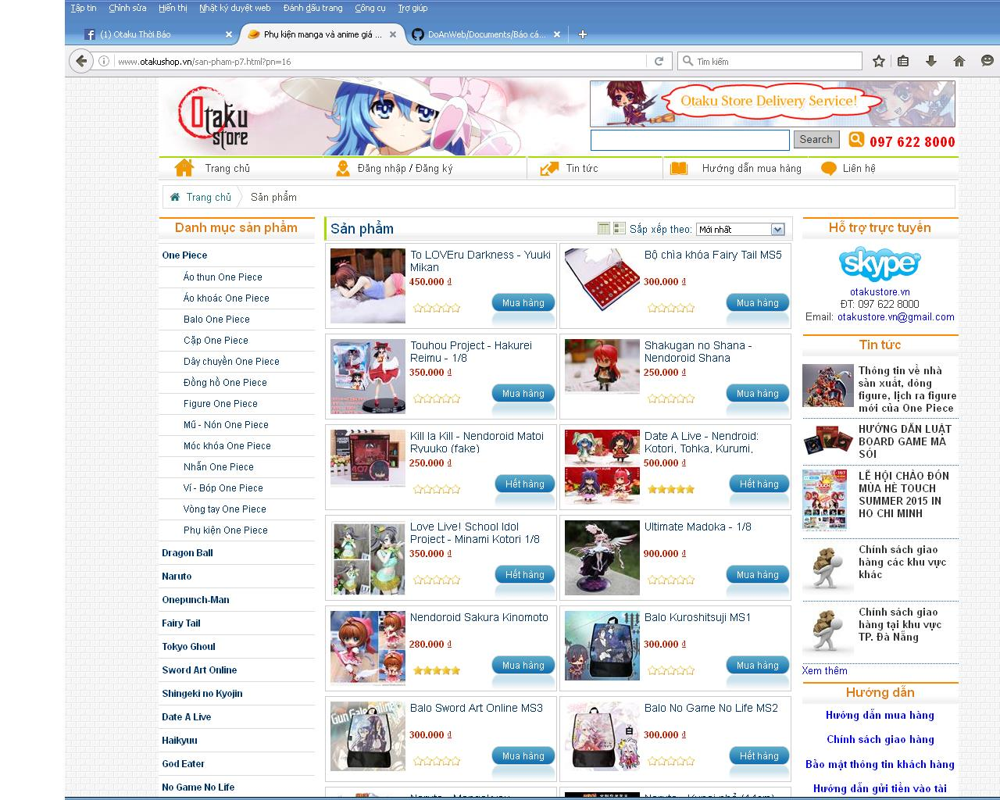 Tập tin Chỉnh sửa Hiển thị Nhật ký duyệt web Đánh dấu trang Công cụ Trợ giúp
(1) Otaku Thời Báo
Phụ kiện manga và anime giá ...
DoAnWeb/Documents/Báo cá...
www.otakushop.vn/san-pham-p7.html?pn=16
Tìm kiếm
Otaku
store
Otaku Store Delivery Service!
Search
097 622 8000
Trang chủ
Đăng nhập / Đăng ký
Tin tức
Hướng dẫn mua hàng
Liên hệ
Trang chủ
Sản phẩm
Danh mục sản phẩm
One Piece
Áo thun One Piece
Áo khoác One Piece
Balo One Piece
Cặp One Piece
Dây chuyền One Piece
Đồng hồ One Piece
Figure One Piece
Mũ - Nón One Piece
Móc khóa One Piece
Nhẫn One Piece
Ví - Bóp One Piece
Vòng tay One Piece
Phụ kiện One Piece
Dragon Ball
Naruto
Onepunch-Man
Fairy Tail
Tokyo Ghoul
Sword Art Online
Shingeki no Kyojin
Date A Live
Haikyuu
God Eater
No Game No Life
Sản phẩm
Sắp xếp theo:
Mới nhất
To LOVEru Darkness - Yuuki
Mikan
450.000 ₫
Mua hàng
Bộ chìa khóa Fairy Tail MS5
300.000 ₫
Mua hàng
Touhou Project - Hakurei
Reimu - 1/8
350.000 ₫
Mua hàng
Shakugan no Shana -
Nendoroid Shana
250.000 ₫
Mua hàng
Kill la Kill - Nendoroid Matoi
Ryuuko (fake)
250.000 ₫
Hết hàng
407
Date A Live - Nendroid:
Kotori, Tohka, Kurumi,
500.000 ₫
Hết hàng
Love Live! School Idol
Project - Minami Kotori 1/8
350.000 ₫
Hết hàng
Ultimate Madoka - 1/8
900.000 ₫
Mua hàng
Nendoroid Sakura Kinomoto
280.000 ₫
Mua hàng
Balo Kuroshitsuji MS1
300.000 ₫
Mua hàng
Balo Sword Art Online MS3
300.000 ₫
Mua hàng
Balo No Game No Life MS2
300.000 ₫
Hết hàng
Hỗ trợ trực tuyến
skype
otakustore.vn
ĐT: 097 622 8000
Email: otakustore.vn@gmail.com
Tin tức
Thông tin về nhà
sản xuất, dòng
figure, lịch ra figure
mới của One Piece
HƯỚNG DẪN LUẬT
BOARD GAME MA
SÓI
LỄ HỘI CHÀO ĐÓN
MÙA HÈ TOUCH
SUMMER 2015 IN
HO CHI MINH
Chính sách giao
hàng các khu vực
khác
Chính sách giao
hàng tại khu vực
TP. Đà Nẵng
Xem thêm
Hướng dẫn
Hướng dẫn mua hàng
Chính sách giao hàng
Bảo mật thông tin khách hàng
Hướng dẫn gửi tiền vào tài